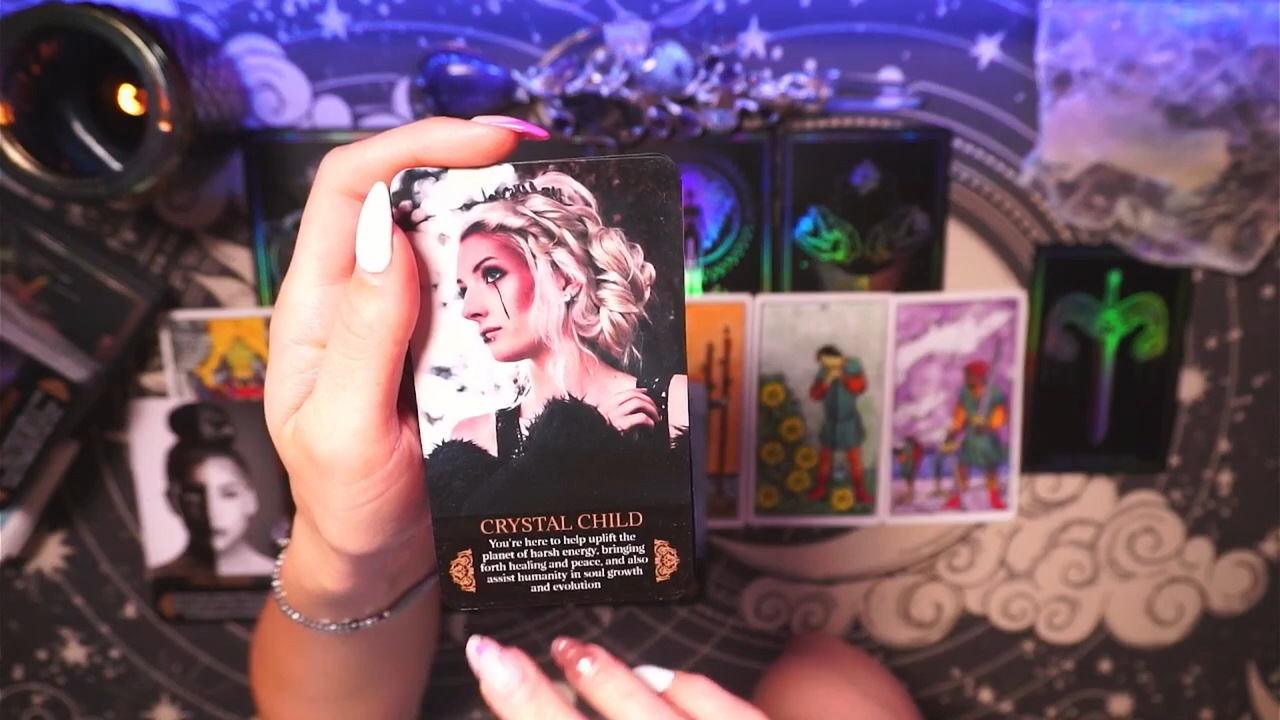 CRYSTAL CHILD
You're here to help uplift the
planet of harsh energy, bringing
forth healing and peace, and also
assist humanity in soul growth
and evolution